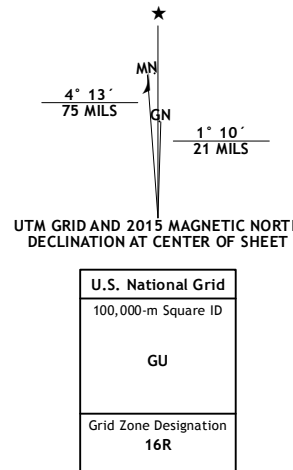 ★
MN
4° 13´
75 MILS
GN
1° 10´
21 MILS
UTM GRID AND 2015 MAGNETIC NORTH
DECLINATION AT CENTER OF SHEET
U.S. National Grid
100,000-m Square ID
GU
Grid Zone Designation
16R